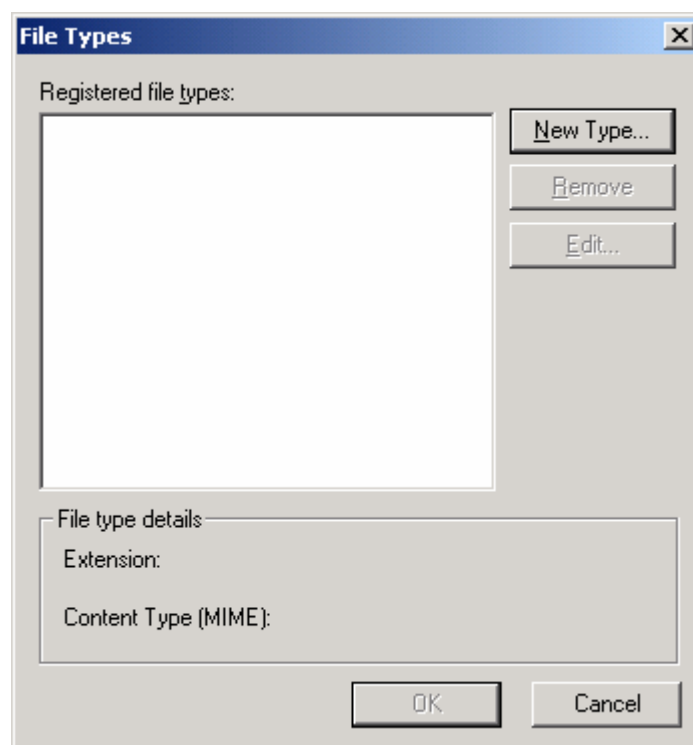 File Types
Registered file types:
New Type...
Remove
Edit...
File type details
Extension:
Content Type (MIME):
OK
Cancel